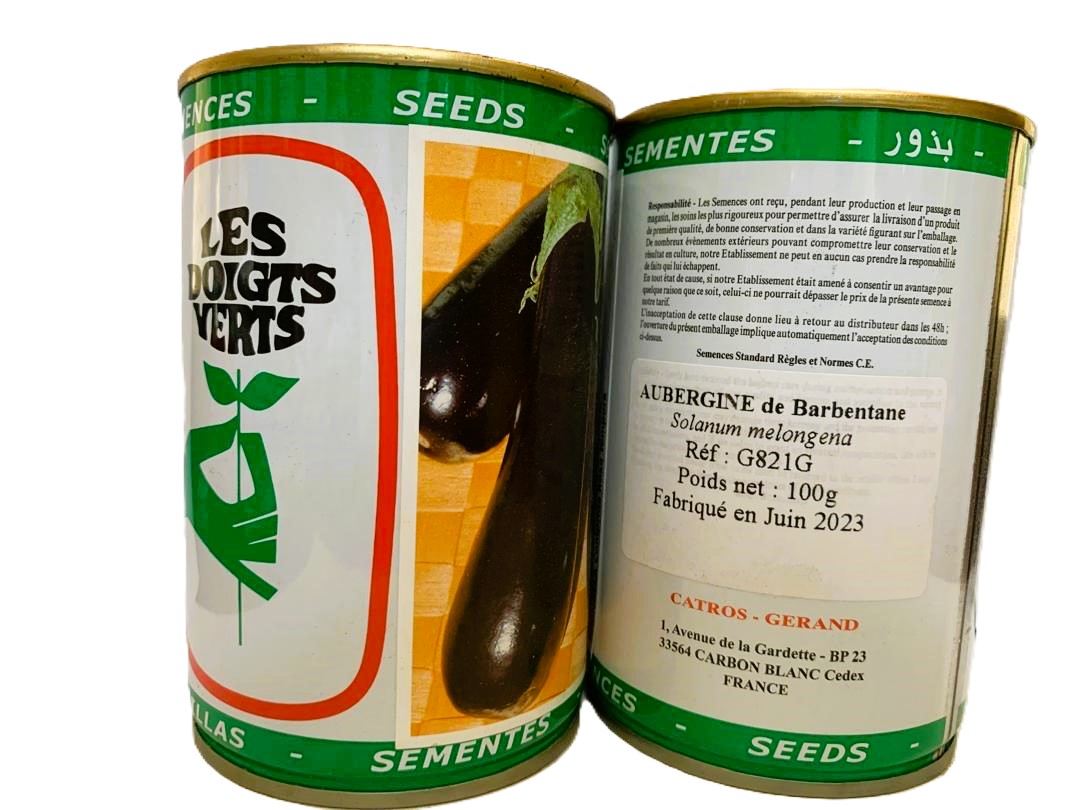 ENCES - SEEDS - S
LES
DOIGTS
VERTS
LLAS - SEMENTES
SEMENTES - بذور -
Responsabilité - Les Semences ont reçu, pendant leur production et leur passage en
magasin, les soins les plus rigoureux pour permettre d'assurer la livraison d'un produit
de première qualité, de bonne conservation et dans la variété figurant sur l'emballage.
De nombreux évènements extérieurs pouvant compromettre leur conservation et le
résultat en culture, notre Etablissement ne peut en aucun cas prendre la responsabilité
de faits qui lui échappent.
En tout état de cause, si notre Etablissement était amené à consentir un avantage pour
quelque raison que ce soit, celui-ci ne pourrait dépasser le prix de la présente semence à
notre tarif.
L'inacceptation de cette clause donne lieu à retour au distributeur dans les 48h ;
l'ouverture du présent emballage implique automatiquement l'acceptation des conditions
ci-dessus.
Semences Standard Règles et Normes C.E.
AUBERGINE de Barbentane
Solanum melongena
Réf : G821G
Poids net : 100g
Fabriqué en Juin 2023
CATROS - GERAND
1, Avenue de la Gardette - BP 23
33564 CARBON BLANC Cedex
FRANCE
NCES - SEEDS -